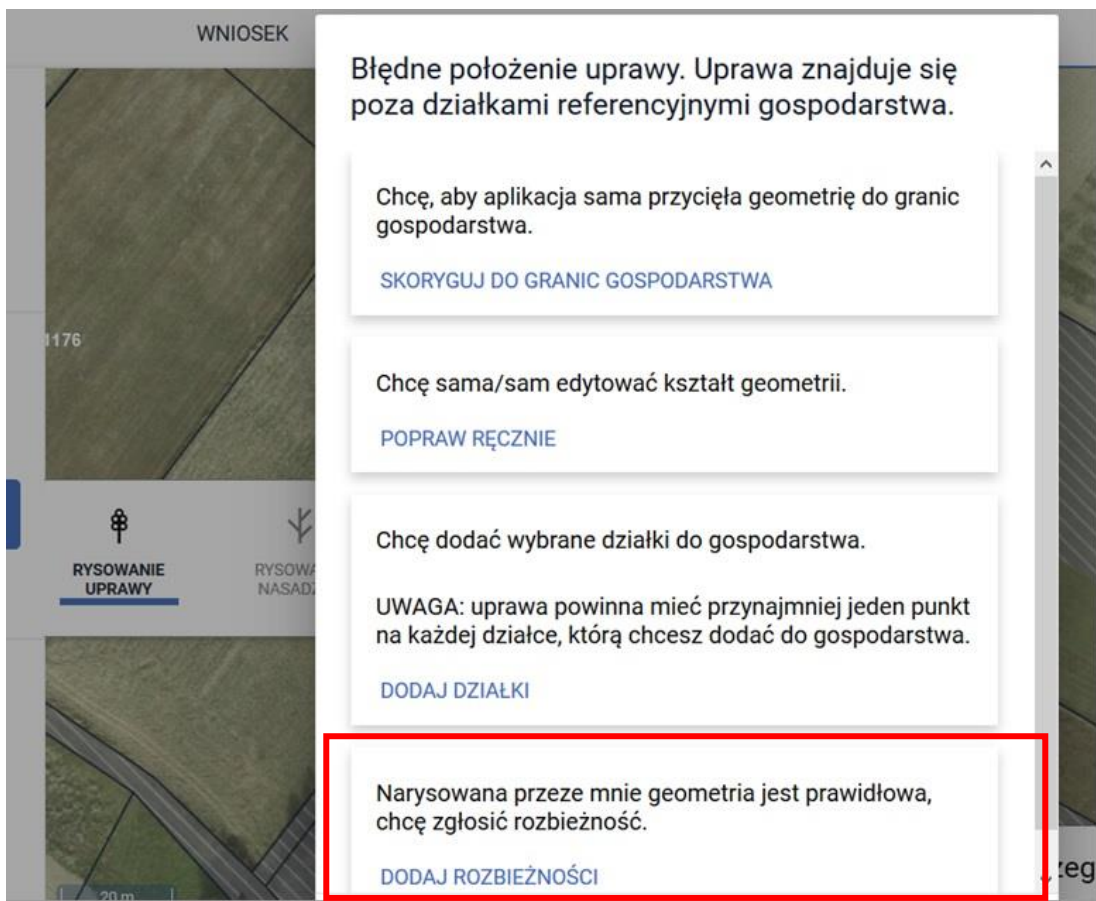 WNIOSEK
Błędne położenie uprawy. Uprawa znajduje się
poza działkami referencyjnymi gospodarstwa.
Chcę, aby aplikacja sama przycięła geometrię do granic
gospodarstwa.
SKORYGUJ DO GRANIC GOSPODARSTWA
1176
Chcę sama/sam edytować kształt geometrii.
POPRAW RĘCZNIE
RYSOWANIE
UPRAWY
Chcę dodać wybrane działki do gospodarstwa.
UWAGA: uprawa powinna mieć przynajmniej jeden punkt
na każdej działce, którą chcesz dodać do gospodarstwa.
DODAJ DZIAŁKI
Narysowana przeze mnie geometria jest prawidłowa,
chcę zgłosić rozbieżność.
DODAJ ROZBIEŻNOŚCI
20 m